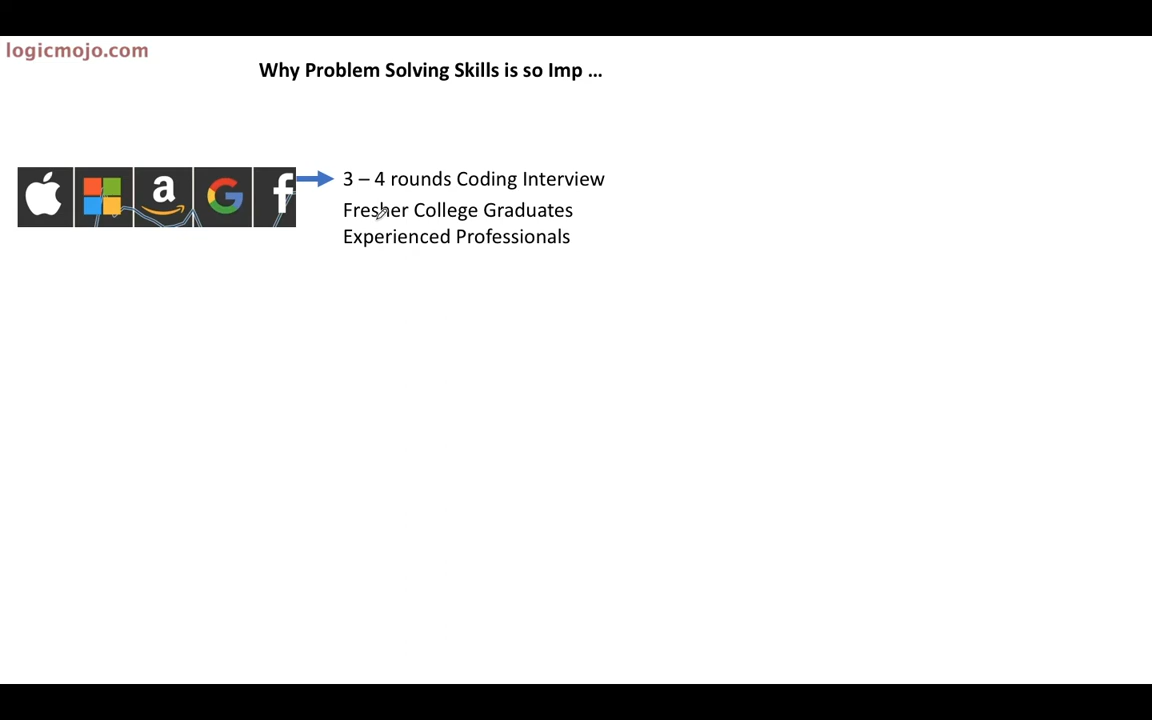 logicmojo.com
Why Problem Solving Skills is so Imp ...
3 – 4 rounds Coding Interview
Fresher College Graduates
Experienced Professionals